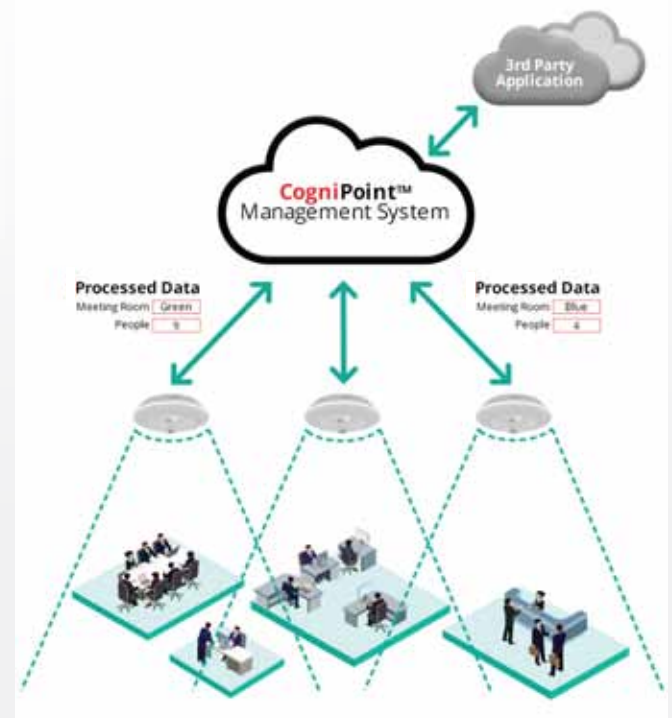 3rd Party
Application
CogniPoint™
Management System
Processed Data
Meeting Room Green
People 9
Processed Data
Meeting Room Blue
People 4